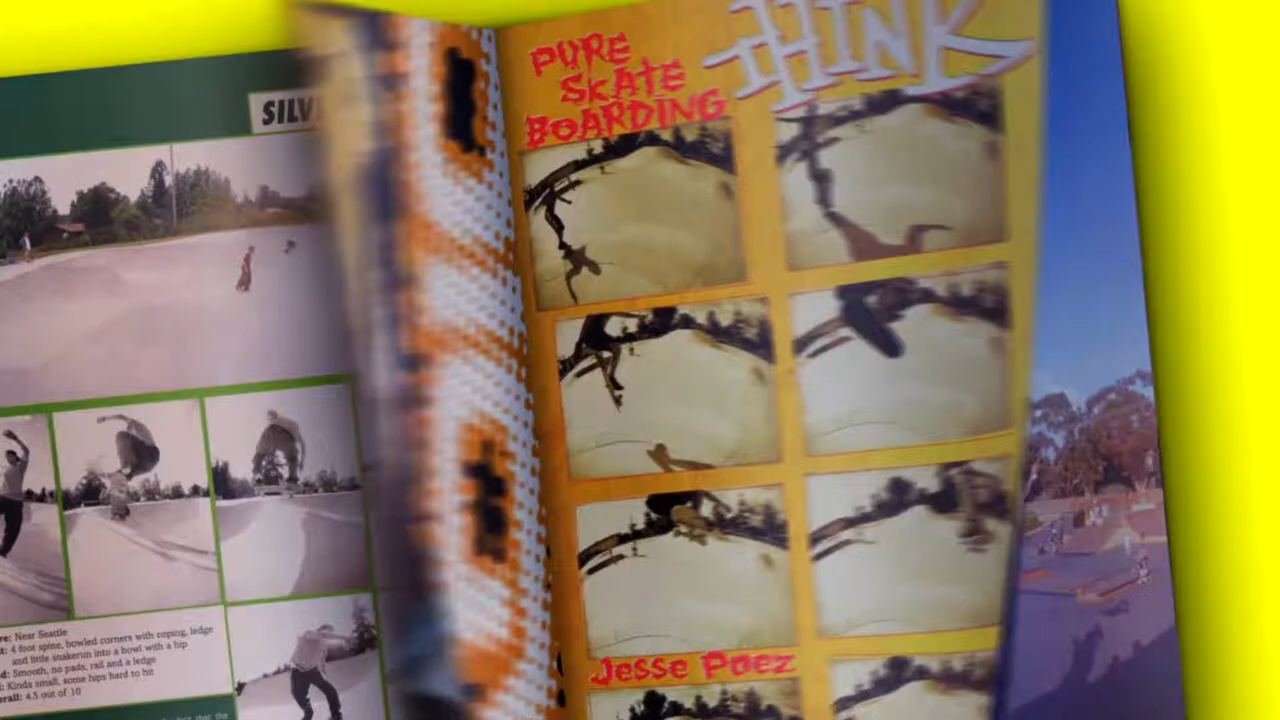 SILV
re: Near Seattle
t: 4 foot spine, bowled corners with coping, ledge
and little snakerun into a bowl with a hip
d: Smooth, no pads, rail and a ledge
: Kinda small, some hips hard to hit
erall: 4.5 out of 10
PURE
SKATE
BOARDING
THINK
Jesse Paez